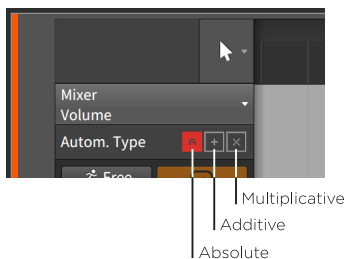 Mixer
Volume
Autom. Type A + ×
Free
Multiplicative
Additive
Absolute